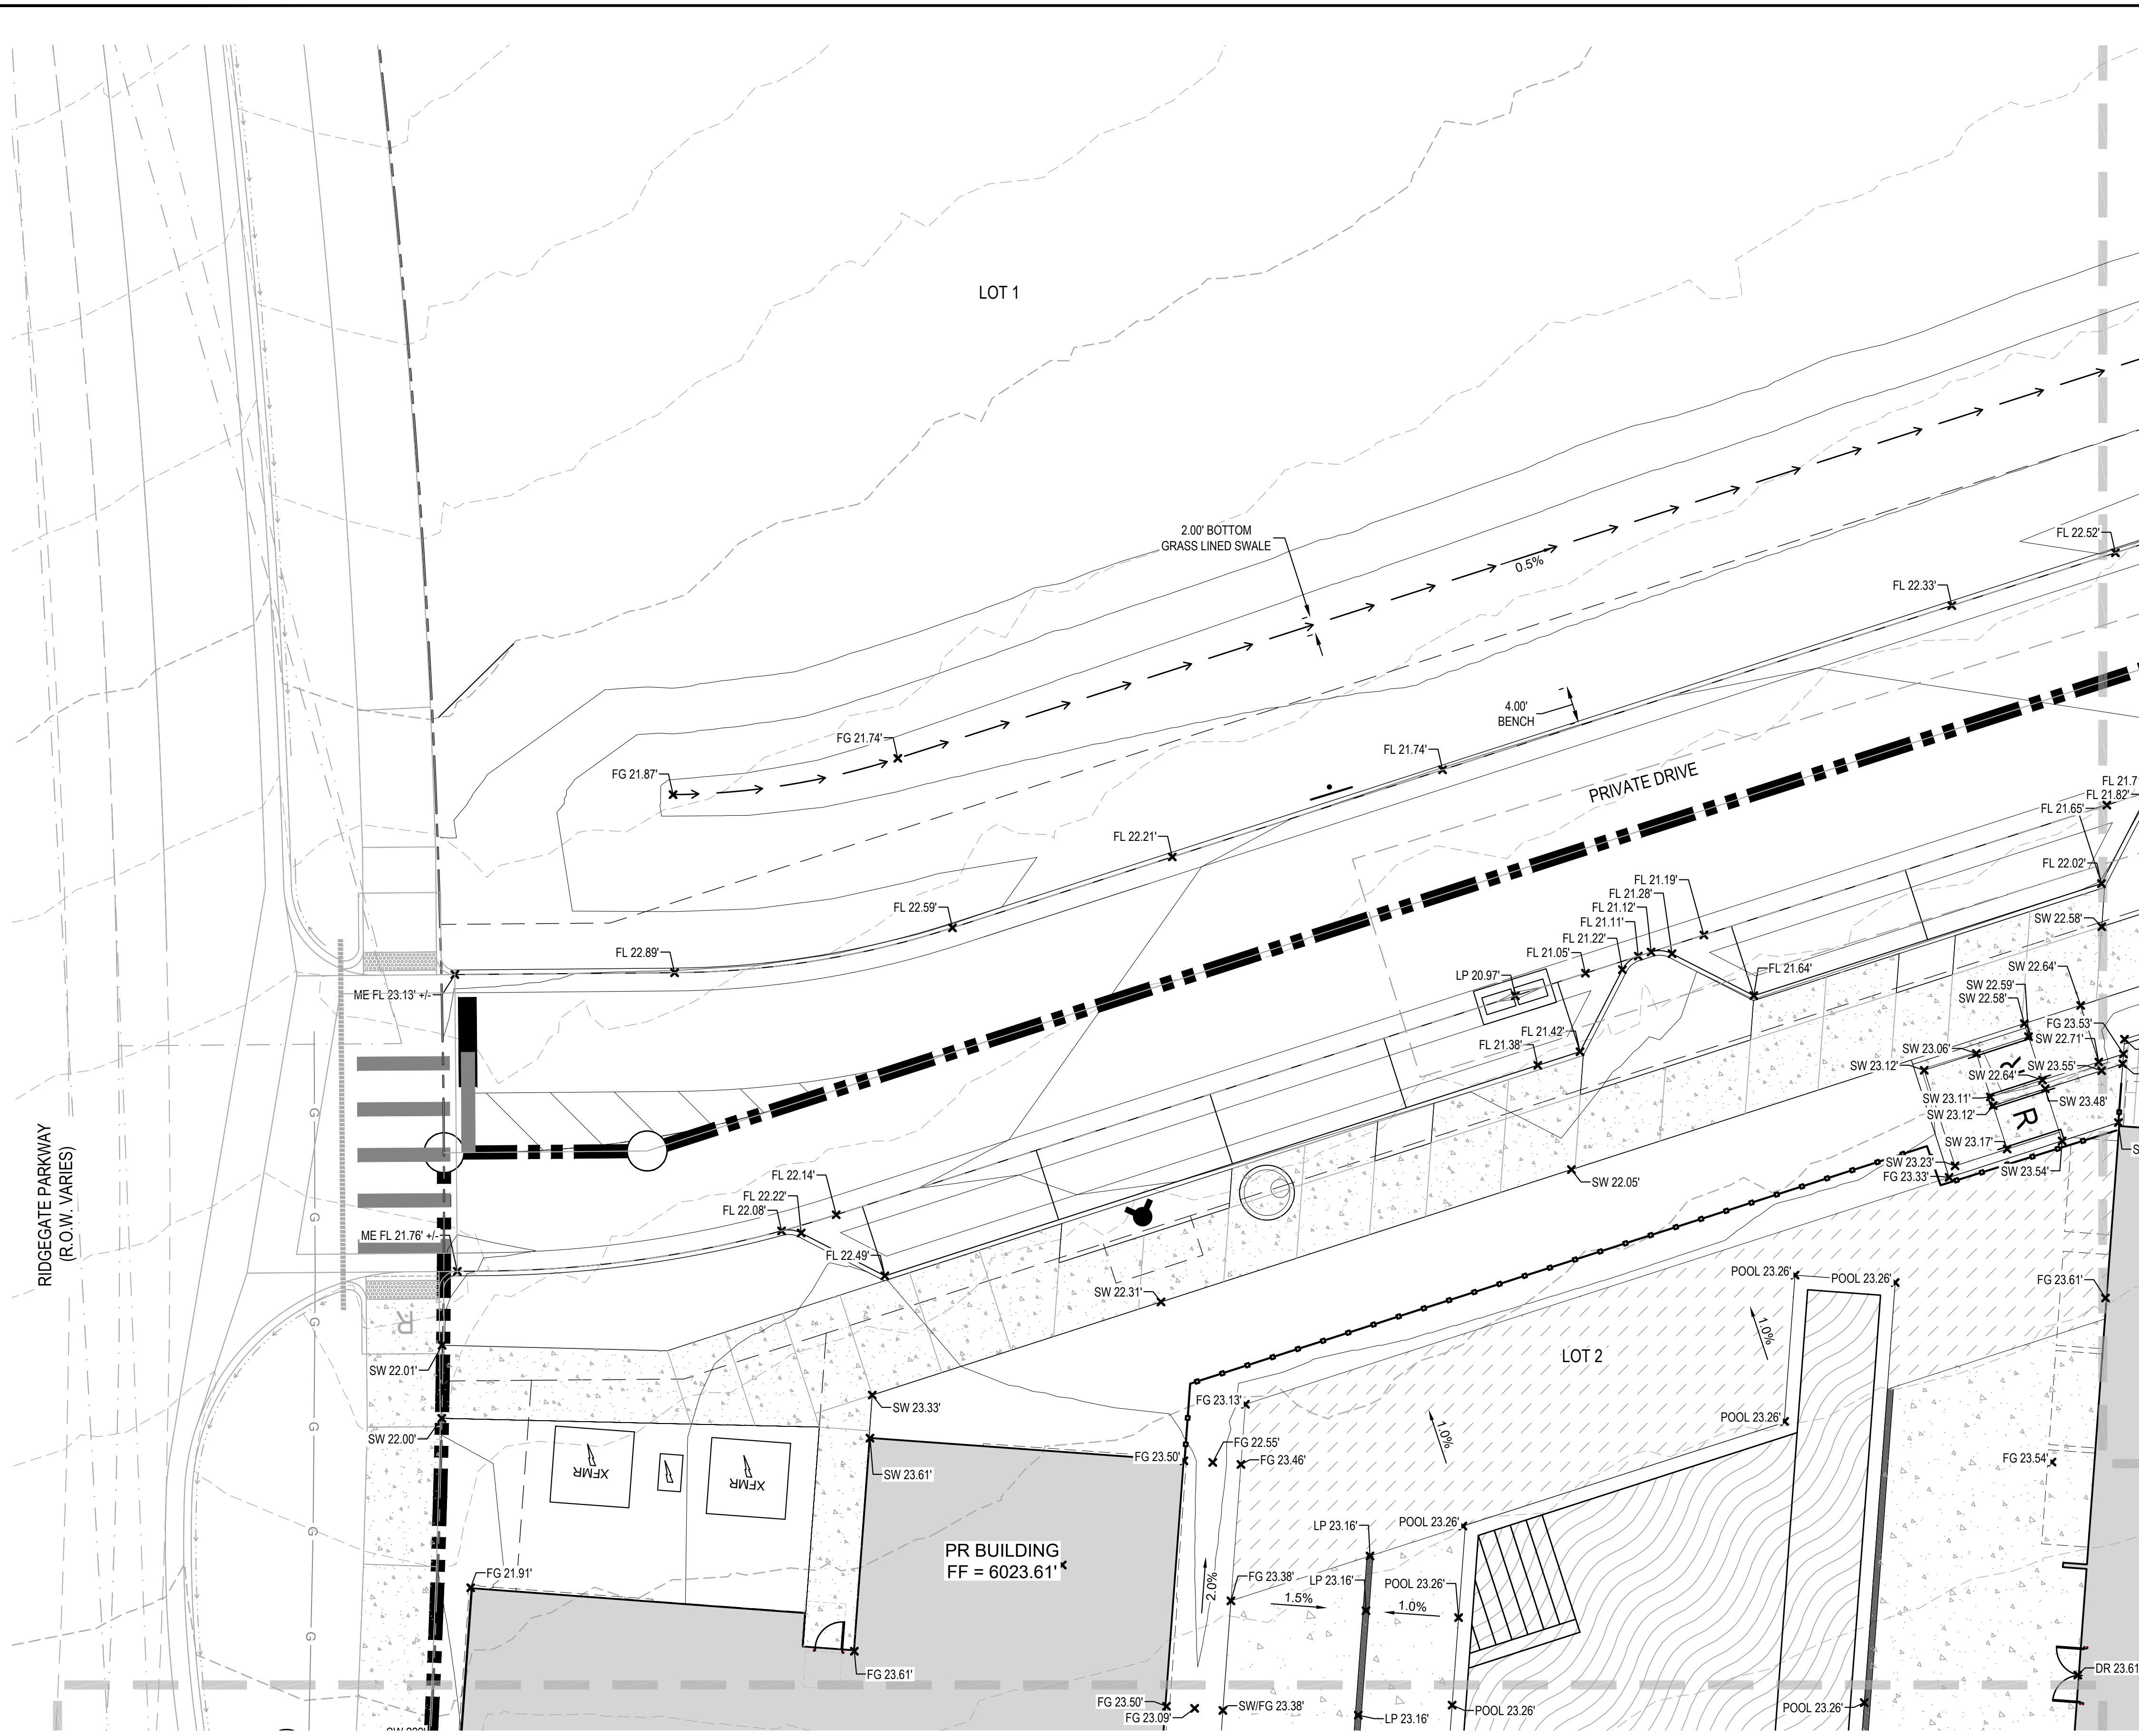 LOT 1
2.00' BOTTOM
GRASS LINED SWALE
0.5%
FL 22.52'
FL 22.33'
4.00'
BENCH
FG 21.74'
FL 21.74'
FG 21.87'
PRIVATE DRIVE
FL 21.82'
FL 21.65'
FL 22.21'
FL 22.02'
FL 21.19'
FL 21.28'
FL 21.12'
FL 21.11'
FL 21.22'
FL 21.05'
FL 22.59'
SW 22.58'
FL 22.89'
LP 20.97'
FL 21.64'
SW 22.64'
SW 22.59'
SW 22.58'
ME FL 23.13' +/-
FL 21.42'
FL 21.38'
FG 23.53'
SW 22.71'
SW 23.06'
SW 23.12'
SW 23.55'
SW 22.64'
SW 23.11'
SW 23.48'
SW 23.12'
R
SW 23.17'
SW 23.23'
SW 23.54'
FG 23.33'
SW 22.05'
RIDGEGATE PARKWAY
(R.O.W. VARIES)
G
G
G
G
G
G
FL 22.14'
FL 22.22'
FL 22.08'
ME FL 21.76' +/-
FL 22.49'
SW 22.31'
POOL 23.26'
POOL 23.26'
FG 23.61'
R
1.0%
LOT 2
SW 22.01'
SW 23.33'
FG 23.13'
POOL 23.26'
1.0%
SW 22.00'
FG 22.55'
FG 23.50'
FG 23.46'
FG 23.54'
XFMR
XFMR
SW 23.61'
LP 23.16'
POOL 23.26'
PR BUILDING
FF = 6023.61'
FG 21.91'
FG 23.38'
LP 23.16'
POOL 23.26'
2.0%
1.5%
1.0%
FG 23.61'
DR 23.61
FG 23.50'
FG 23.09'
SW/FG 23.38'
LP 23.16'
POOL 23.26'
POOL 23.26'